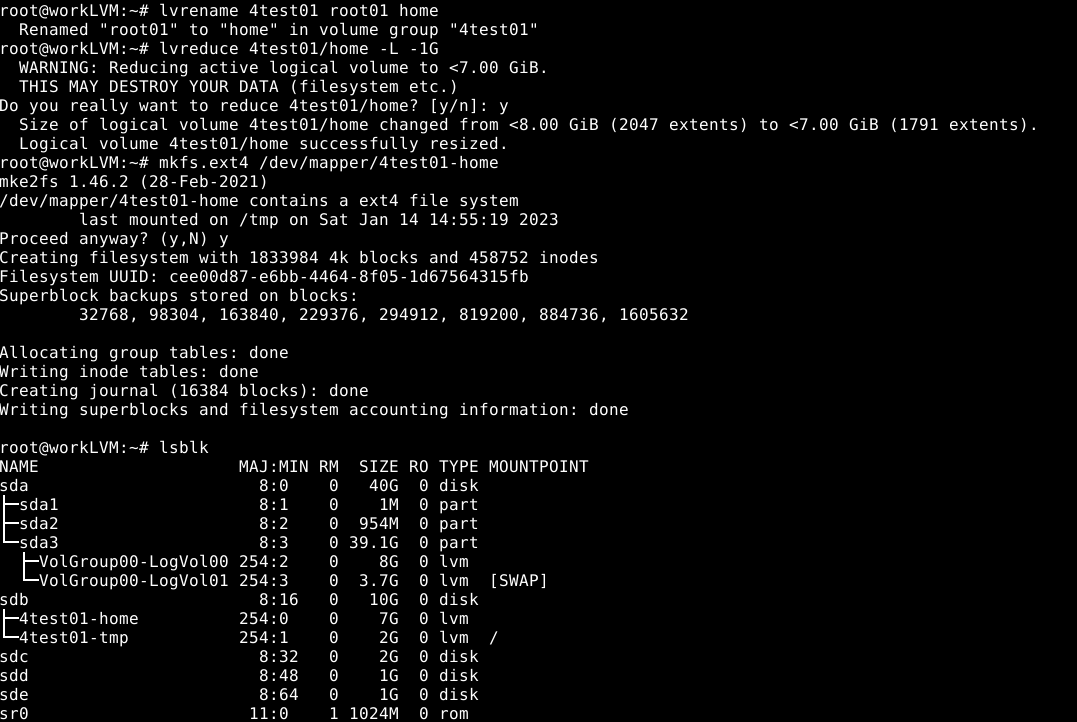 root@workLVM:~# lvrename 4test01 root01 home
  Renamed "root01" to "home" in volume group "4test01"
root@workLVM:~# lvreduce 4test01/home -L -1G
  WARNING: Reducing active logical volume to <7.00 GiB.
  THIS MAY DESTROY YOUR DATA (filesystem etc.)
Do you really want to reduce 4test01/home? [y/n]: y
  Size of logical volume 4test01/home changed from <8.00 GiB (2047 extents) to <7.00 GiB (1791 extents).
  Logical volume 4test01/home successfully resized.
root@workLVM:~# mkfs.ext4 /dev/mapper/4test01-home
mke2fs 1.46.2 (28-Feb-2021)
/dev/mapper/4test01-home contains a ext4 file system
        last mounted on /tmp on Sat Jan 14 14:55:19 2023
Proceed anyway? (y,N) y
Creating filesystem with 1833984 4k blocks and 458752 inodes
Filesystem UUID: cee00d87-e6bb-4464-8f05-1d67564315fb
Superblock backups stored on blocks:
        32768, 98304, 163840, 229376, 294912, 819200, 884736, 1605632

Allocating group tables: done
Writing inode tables: done
Creating journal (16384 blocks): done
Writing superblocks and filesystem accounting information: done

root@workLVM:~# lsblk
NAME                    MAJ:MIN RM  SIZE RO TYPE MOUNTPOINT
sda                       8:0    0   40G  0 disk
├─sda1                    8:1    0    1M  0 part
├─sda2                    8:2    0  954M  0 part
└─sda3                    8:3    0 39.1G  0 part
  ├─VolGroup00-LogVol00 254:2    0    8G  0 lvm
  └─VolGroup00-LogVol01 254:3    0  3.7G  0 lvm  [SWAP]
sdb                       8:16   0   10G  0 disk
├─4test01-home          254:0    0    7G  0 lvm
└─4test01-tmp           254:1    0    2G  0 lvm  /
sdc                       8:32   0    2G  0 disk
sdd                       8:48   0    1G  0 disk
sde                       8:64   0    1G  0 disk
sr0                      11:0    1 1024M  0 rom